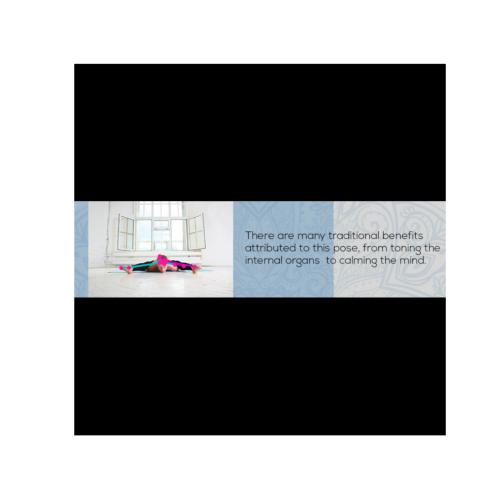 There are many traditional benefits
attributed to this pose, from toning the
internal organs  to calming the mind.